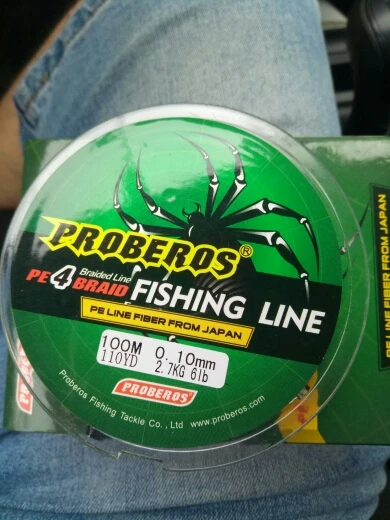 PROBEROS®
PE 4 Braided Line BRAID FISHING LINE
PE LINE FIBER FROM JAPAN
100M 0.10mm
110YD 2.7KG 6lb
PROBEROS
Proberos Fishing Tackle Co., Ltd www.proberos.com
PE LINE FIBER FROM JAPAN